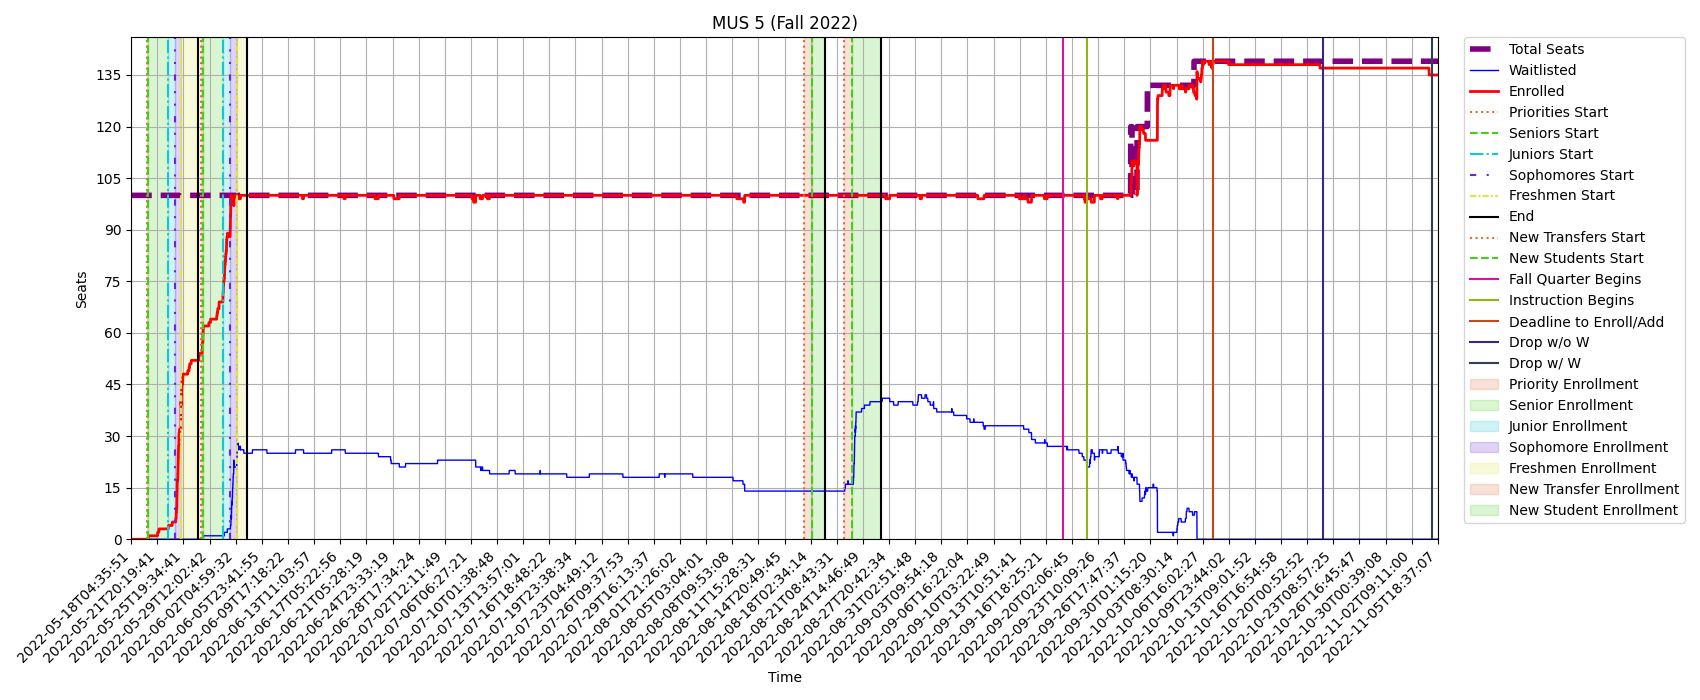 MUS 5 (Fall 2022)
Seats
135
120
105
90
75
60
45
30
15
0
2022-05-18T04:35:51
2022-05-21T20:19:41
2022-05-25T19:34:41
2022-05-29T12:02:42
2022-06-02T04:59:32
2022-06-05T23:41:55
2022-06-09T17:18:22
2022-06-13T11:03:57
2022-06-17T05:22:56
2022-06-21T05:28:19
2022-06-24T23:33:19
2022-06-28T17:34:24
2022-07-02T12:11:49
2022-07-06T06:27:21
2022-07-10T01:38:48
2022-07-13T13:57:01
2022-07-16T18:48:22
2022-07-19T23:38:34
2022-07-23T04:49:12
2022-07-26T09:37:53
2022-07-29T16:13:37
2022-08-01T21:26:02
2022-08-05T03:04:01
2022-08-08T09:53:08
2022-08-11T15:28:31
2022-08-14T20:49:45
2022-08-18T02:34:14
2022-08-21T08:43:31
2022-08-24T14:46:49
2022-08-27T20:42:34
2022-08-31T02:51:48
2022-09-03T09:54:18
2022-09-06T16:22:04
2022-09-10T03:22:49
2022-09-13T10:51:41
2022-09-16T18:25:21
2022-09-20T02:06:45
2022-09-23T10:09:26
2022-09-26T17:47:37
2022-09-30T01:15:20
2022-10-03T08:30:14
2022-10-06T16:02:27
2022-10-09T23:44:02
2022-10-13T09:01:52
2022-10-16T16:54:58
2022-10-20T00:52:52
2022-10-23T08:57:25
2022-10-26T16:45:47
2022-10-30T00:39:08
2022-11-02T09:11:00
2022-11-05T18:37:07
Time
Total Seats
Waitlisted
Enrolled
Priorities Start
Seniors Start
Juniors Start
Sophomores Start
Freshmen Start
End
New Transfers Start
New Students Start
Fall Quarter Begins
Instruction Begins
Deadline to Enroll/Add
Drop w/o W
Drop w/ W
Priority Enrollment
Senior Enrollment
Junior Enrollment
Sophomore Enrollment
Freshmen Enrollment
New Transfer Enrollment
New Student Enrollment